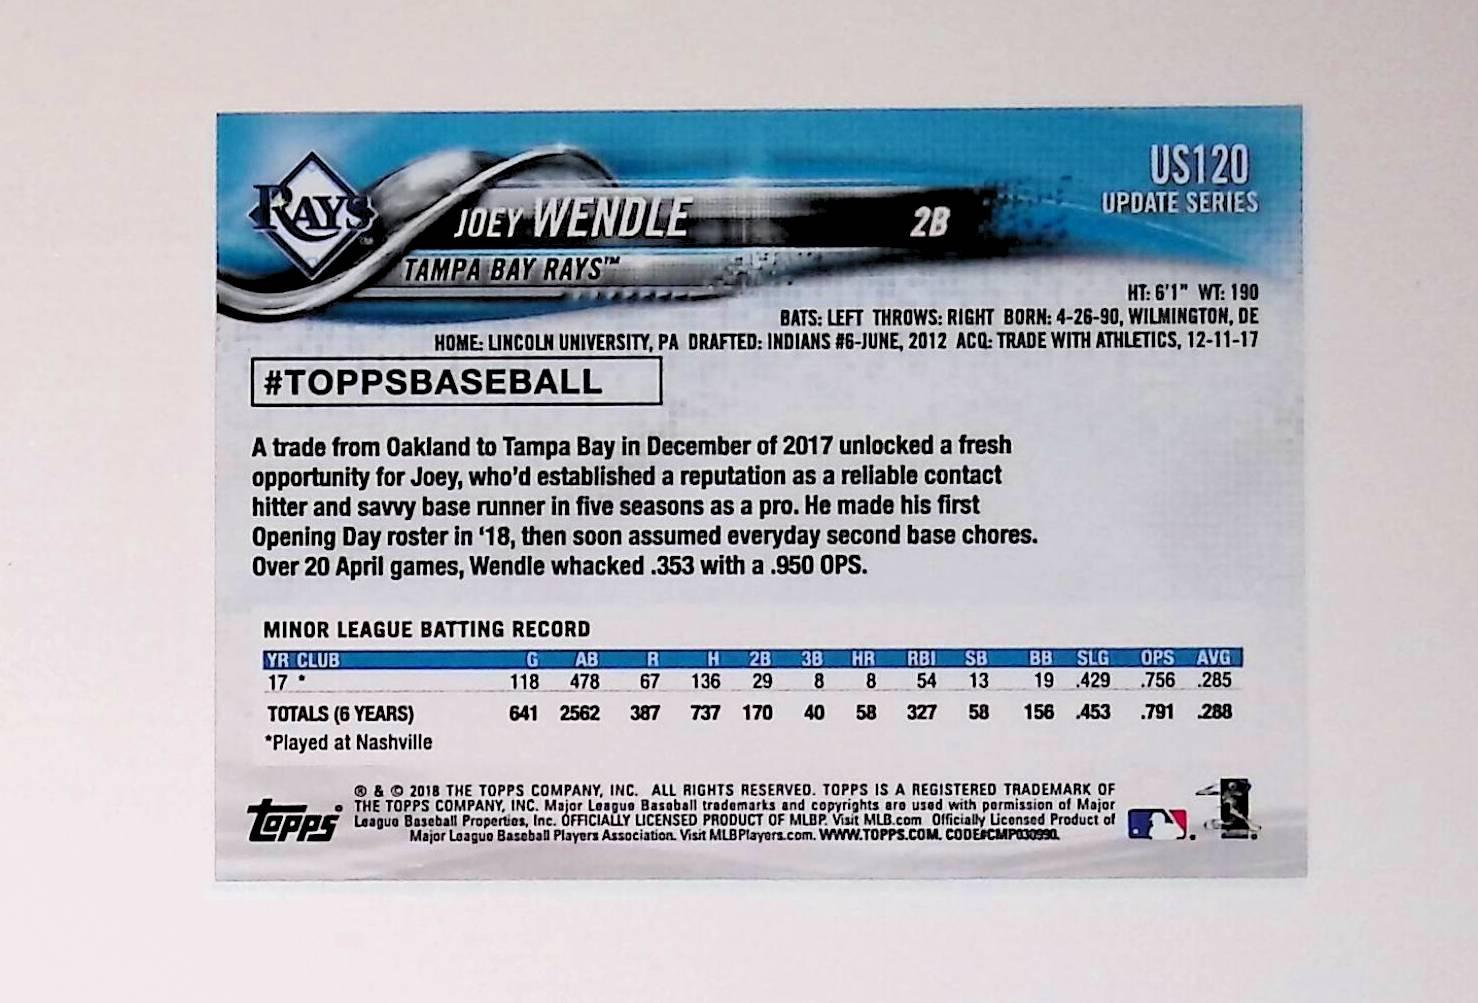 RAYS
JOEY WENDLE
2B
US120
UPDATE SERIES
TAMPA BAY RAYS™
HT: 6'1" WT: 190
BATS: LEFT THROWS: RIGHT BORN: 4-26-90, WILMINGTON, DE
HOME: LINCOLN UNIVERSITY, PA DRAFTED: INDIANS #6-JUNE, 2012 ACQ: TRADE WITH ATHLETICS, 12-11-17
#TOPPSBASEBALL
A trade from Oakland to Tampa Bay in December of 2017 unlocked a fresh
opportunity for Joey, who'd established a reputation as a reliable contact
hitter and savvy base runner in five seasons as a pro. He made his first
Opening Day roster in '18, then soon assumed everyday second base chores.
Over 20 April games, Wendle whacked .353 with a .950 OPS.
MINOR LEAGUE BATTING RECORD
YR CLUB G AB R H 2B 3B HR RBI SB BB SLG OPS AVG
17 * 118 478 67 136 29 8 8 54 13 19 .429 .756 .285
TOTALS (6 YEARS) 641 2562 387 737 170 40 58 327 58 156 .453 .791 .288
*Played at Nashville
® & © 2018 THE TOPPS COMPANY, INC. ALL RIGHTS RESERVED. TOPPS IS A REGISTERED TRADEMARK OF
THE TOPPS COMPANY, INC. Major League Baseball trademarks and copyrights are used with permission of Major
League Baseball Properties, Inc. OFFICIALLY LICENSED PRODUCT OF MLBP. Visit MLB.com Officially Licensed Product of
Major League Baseball Players Association. Visit MLBPlayers.com. WWW.TOPPS.COM. CODE#CMP030990.
topps